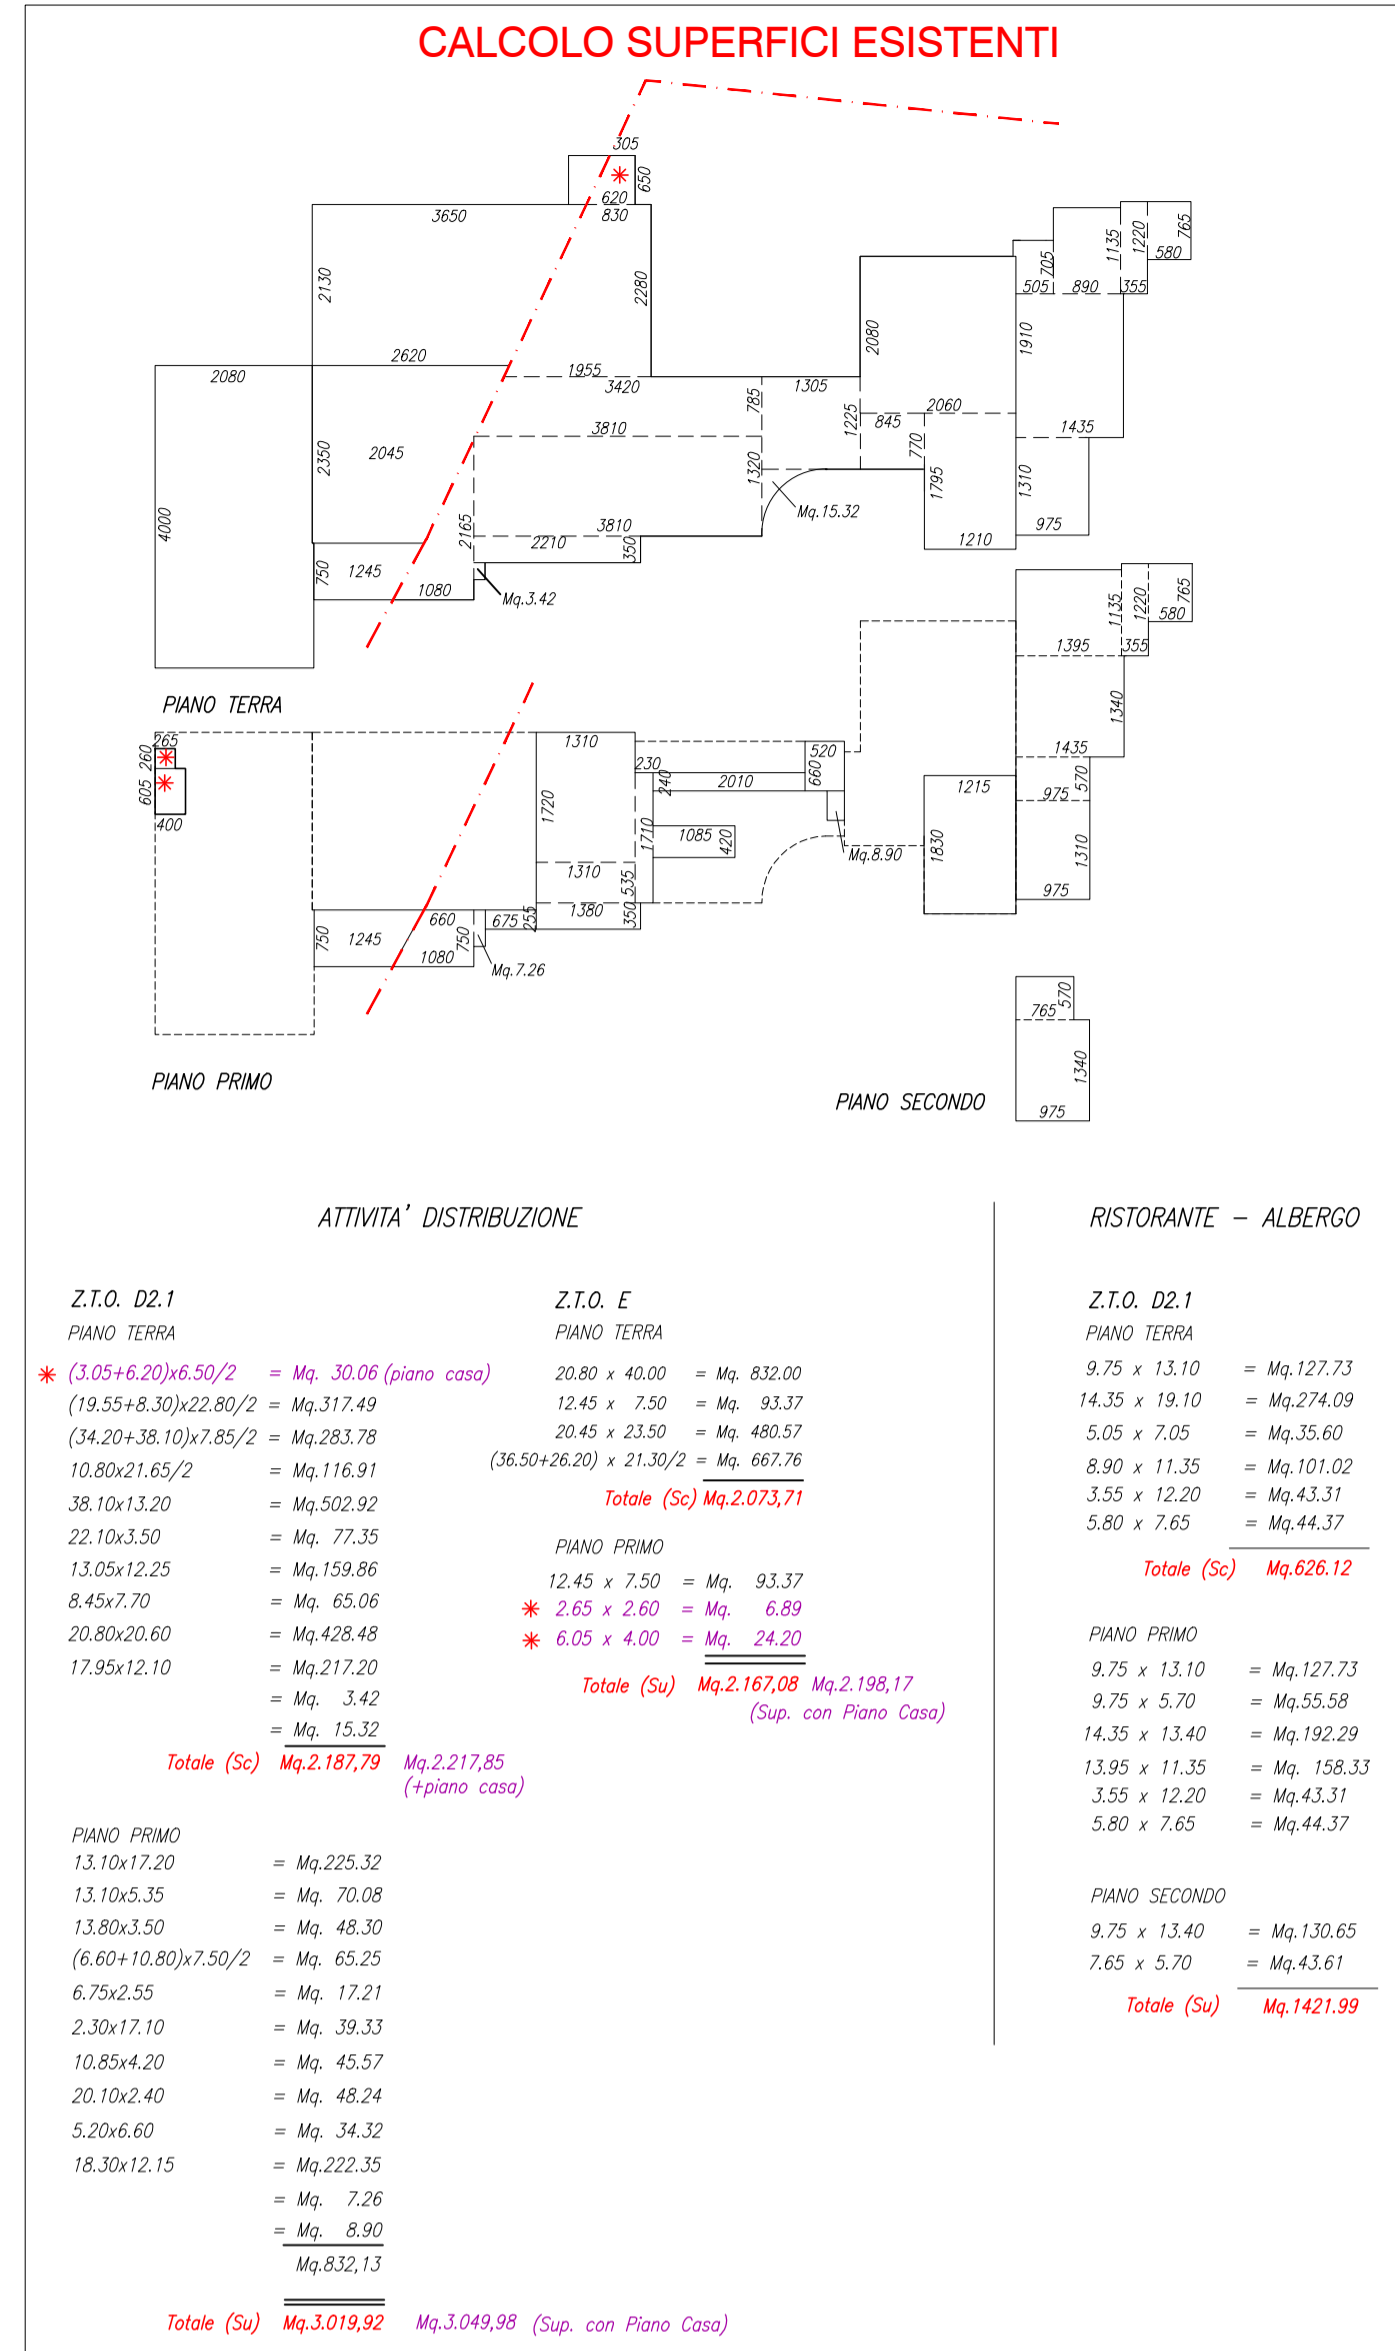 CALCOLO SUPERFICI ESISTENTI
305
650
620
3650
830
2130
2280
2620
2080
1955
3420
785
1305
2080
1225
845
2060
770
1795
1210
505
705
890
355
1135
1220
580
765
1910
1435
1310
975
3810
2350
2045
1320
Mq.15.32
4000
2165
3810
2210
350
750
1245
1080
Mq.3.42
PIANO TERRA
1135
1220
765
580
1395
355
1340
1435
570
975
1310
975
265
260
605
400
1310
230
240
2010
520
660
1720
1710
1085
420
Mq.8.90
1215
1830
1310
535
1380
350
255
675
660
750
1245
1080
750
Mq.7.26
PIANO PRIMO
765
570
1340
975
PIANO SECONDO
ATTIVITA' DISTRIBUZIONE
Z.T.O. D2.1
PIANO TERRA
* (3.05+6.20)x6.50/2 = Mq. 30.06 (piano casa)
(19.55+8.30)x22.80/2 = Mq.317.49
(34.20+38.10)x7.85/2 = Mq.283.78
10.80x21.65/2 = Mq.116.91
38.10x13.20 = Mq.502.92
22.10x3.50 = Mq. 77.35
13.05x12.25 = Mq.159.86
8.45x7.70 = Mq. 65.06
20.80x20.60 = Mq.428.48
17.95x12.10 = Mq.217.20
= Mq. 3.42
= Mq. 15.32
Totale (Sc) Mq.2.187,79 Mq.2.217,85
(+piano casa)
PIANO PRIMO
13.10x17.20 = Mq.225.32
13.10x5.35 = Mq. 70.08
13.80x3.50 = Mq. 48.30
(6.60+10.80)x7.50/2 = Mq. 65.25
6.75x2.55 = Mq. 17.21
2.30x17.10 = Mq. 39.33
10.85x4.20 = Mq. 45.57
20.10x2.40 = Mq. 48.24
5.20x6.60 = Mq. 34.32
18.30x12.15 = Mq.222.35
= Mq. 7.26
= Mq. 8.90
Mq.832,13
Totale (Su) Mq.3.019,92 Mq.3.049,98 (Sup. con Piano Casa)
Z.T.O. E
PIANO TERRA
20.80 x 40.00 = Mq. 832.00
12.45 x 7.50 = Mq. 93.37
20.45 x 23.50 = Mq. 480.57
(36.50+26.20) x 21.30/2 = Mq. 667.76
Totale (Sc) Mq.2.073,71
PIANO PRIMO
12.45 x 7.50 = Mq. 93.37
* 2.65 x 2.60 = Mq. 6.89
* 6.05 x 4.00 = Mq. 24.20
Totale (Su) Mq.2.167,08 Mq.2.198,17
(Sup. con Piano Casa)
RISTORANTE - ALBERGO
Z.T.O. D2.1
PIANO TERRA
9.75 x 13.10 = Mq.127.73
14.35 x 19.10 = Mq.274.09
5.05 x 7.05 = Mq.35.60
8.90 x 11.35 = Mq.101.02
3.55 x 12.20 = Mq.43.31
5.80 x 7.65 = Mq.44.37
Totale (Sc) Mq.626.12
PIANO PRIMO
9.75 x 13.10 = Mq.127.73
9.75 x 5.70 = Mq.55.58
14.35 x 13.40 = Mq.192.29
13.95 x 11.35 = Mq. 158.33
3.55 x 12.20 = Mq.43.31
5.80 x 7.65 = Mq.44.37
PIANO SECONDO
9.75 x 13.40 = Mq.130.65
7.65 x 5.70 = Mq.43.61
Totale (Su) Mq.1421.99